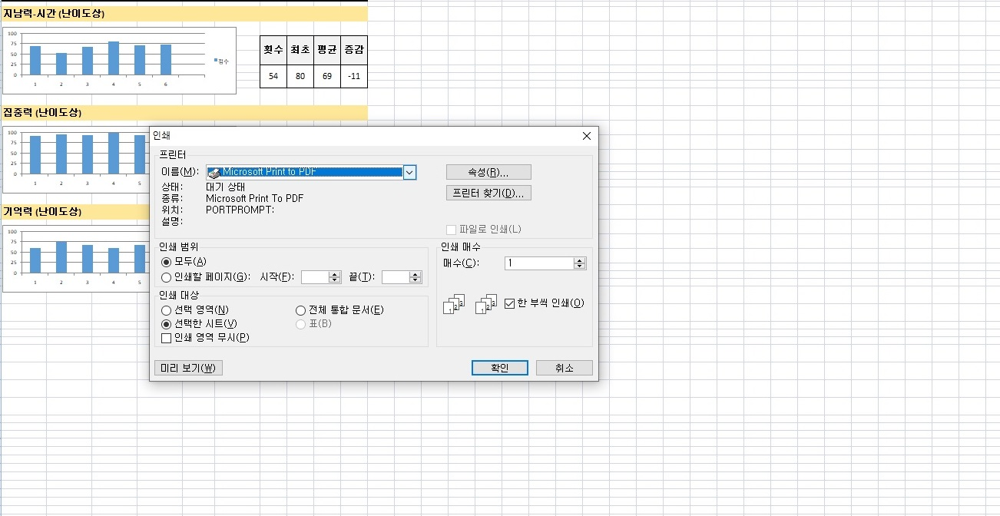 지남력-시간 (난이도상)
100
75
50
25
0
1 2 3 4 5 6
점수
횟수 최초 평균 증감
54 80 69 -11
집중력 (난이도상)
100
75
50
25
0
1 2 3 4 5
기억력 (난이도상)
100
75
50
25
0
1 2 3 4 5
인쇄
프린터
이름(M): Microsoft Print to PDF 속성(R)...
상태: 대기 상태
종류: Microsoft Print To PDF 프린터 찾기(D)...
위치: PORTPROMPT:
설명:
파일로 인쇄(L)
인쇄 범위
모두(A)
인쇄할 페이지(G): 시작(F): 끝(T):
인쇄 매수
매수(C): 1
한 부씩 인쇄(O)
인쇄 대상
선택 영역(N) 전체 통합 문서(E)
선택한 시트(V) 표(B)
인쇄 영역 무시(P)
미리 보기(W) 확인 취소